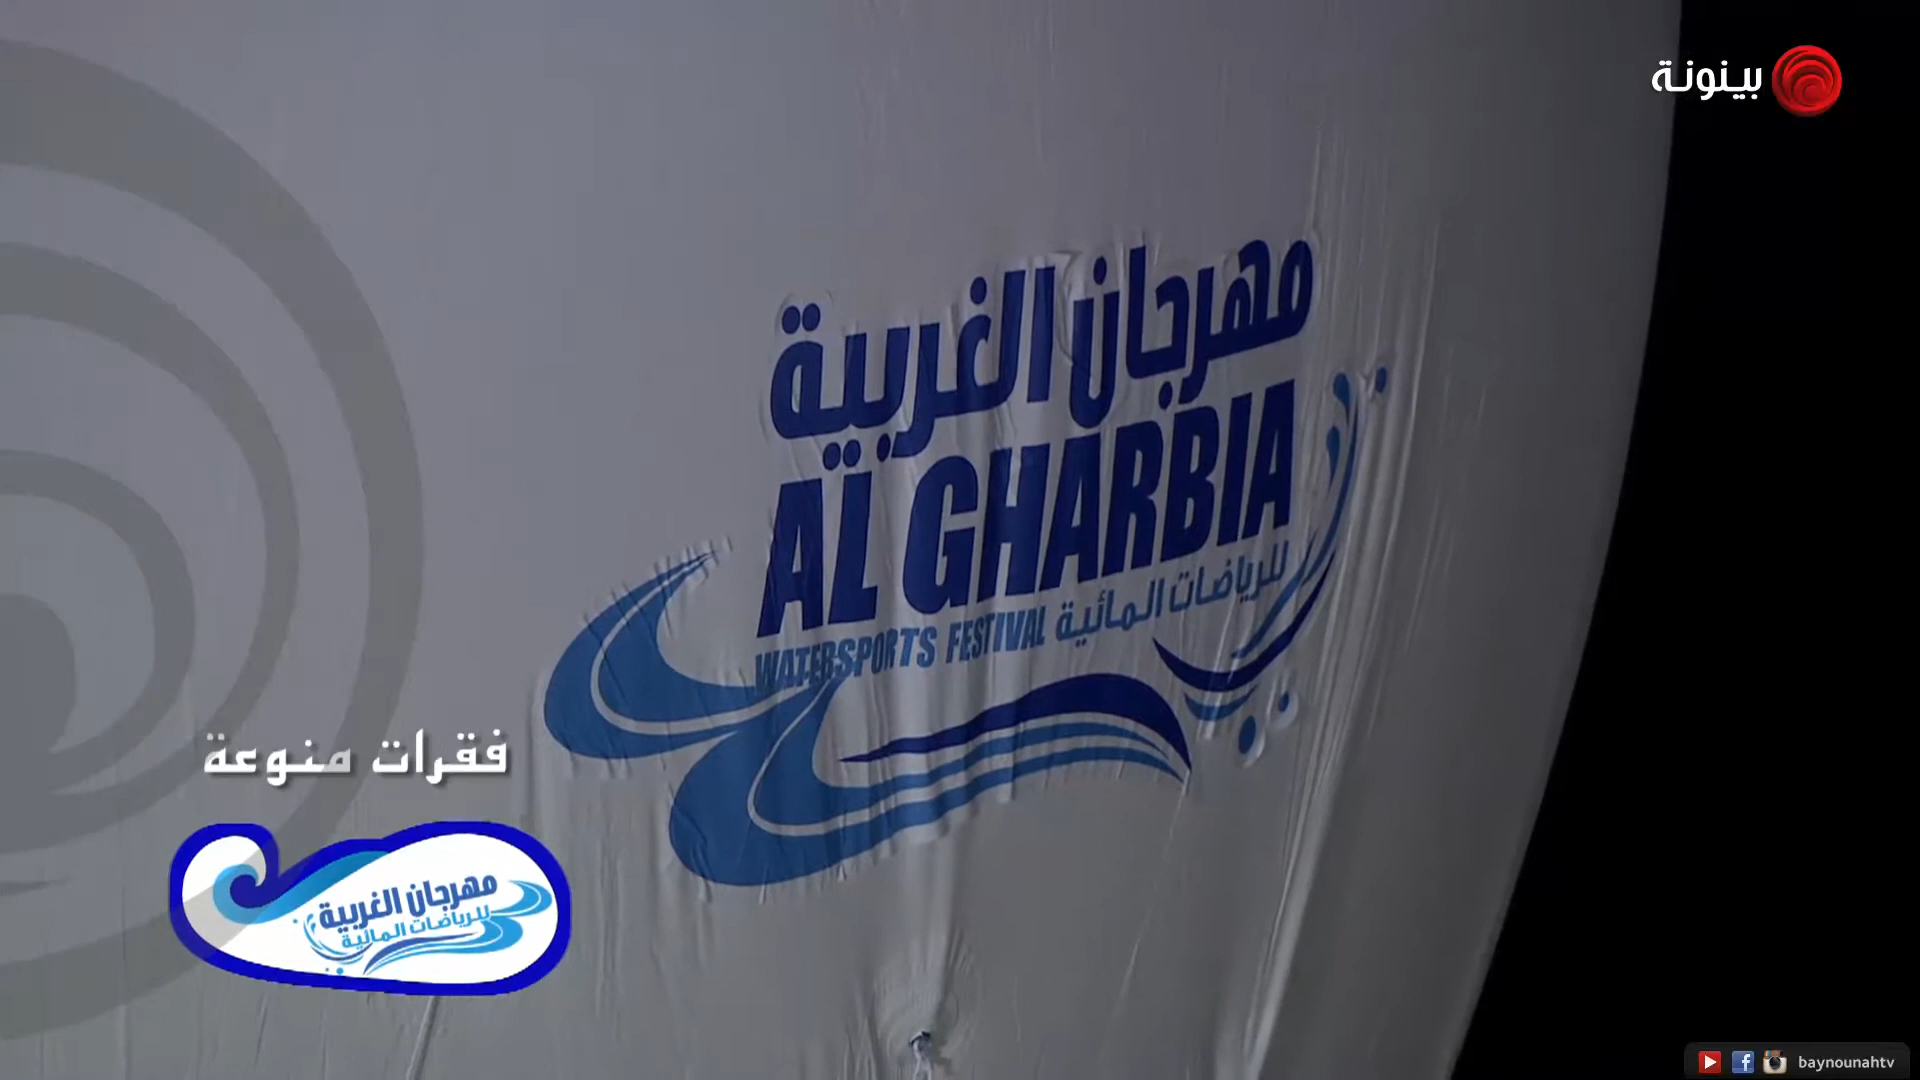 بينونة
مهرجان الغربية
AL GHARBIA
WATERSPORTS FESTIVAL للرياضات المائية
فقرات منوعة
مهرجان الغربية
للرياضات المائية
baynounahtv